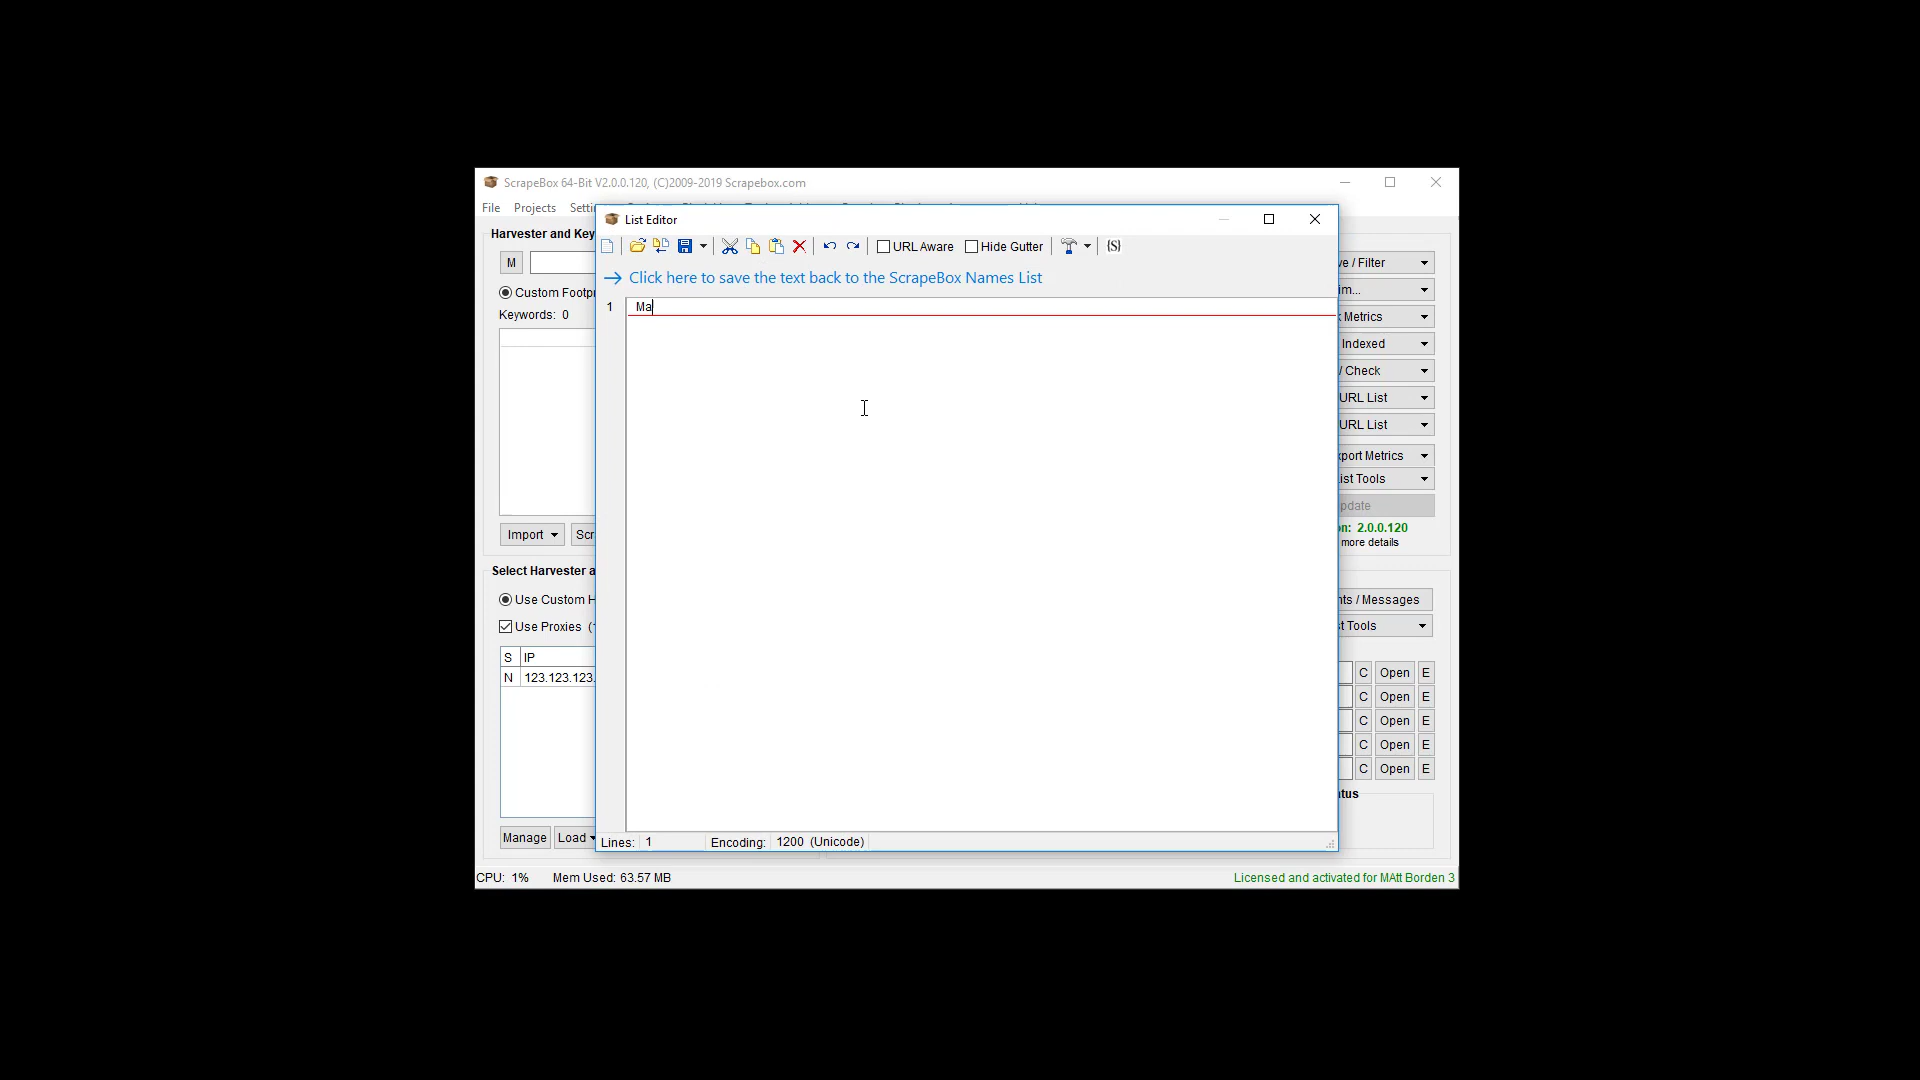 ScrapeBox 64-Bit V2.0.0.120, (C)2009-2019 Scrapebox.com
File Projects
List Editor
Harvester and Key
M
URL Aware Hide Gutter {S}
Click here to save the text back to the ScrapeBox Names List
Custom Footp
Keywords: 0
1 Ma
Import
Select Harvester a
Use Custom H
Use Proxies
S IP
N 123.123.123.
Manage Load
Lines: 1 Encoding: 1200 (Unicode)
/ Filter
Metrics
Indexed
/ Check
URL List
URL List
xport Metrics
ist Tools
pdate
on: 2.0.0.120
more details
nts / Messages
st Tools
C Open E
C Open E
C Open E
C Open E
C Open E
atus
CPU: 1% Mem Used: 63.57 MB
Licensed and activated for MAtt Borden 3